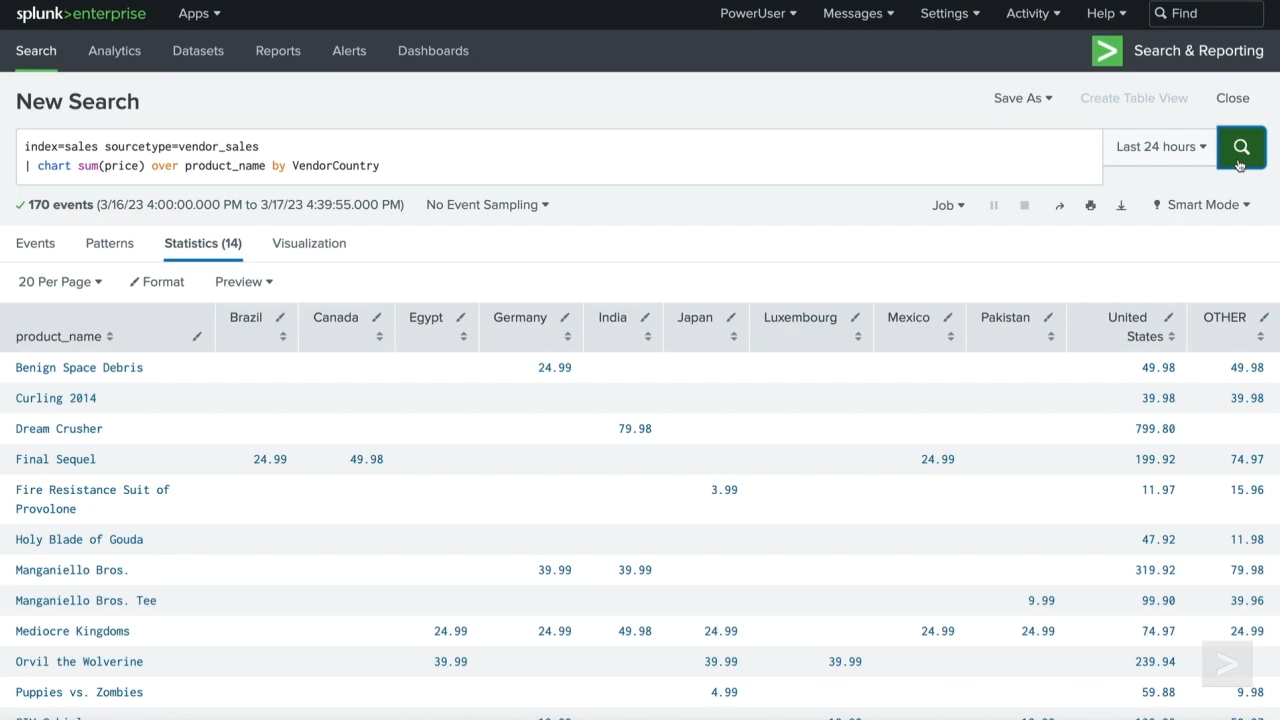 splunk>enterprise Apps PowerUser Messages Settings Activity Help Find
Search Analytics Datasets Reports Alerts Dashboards Search & Reporting
New Search Save As Create Table View Close
index=sales sourcetype=vendor_sales
| chart sum(price) over product_name by VendorCountry
Last 24 hours
170 events (3/16/23 4:00:00.000 PM to 3/17/23 4:39:55.000 PM) No Event Sampling Job Smart Mode
Events Patterns Statistics (14) Visualization
20 Per Page Format Preview
product_name Brazil Canada Egypt Germany India Japan Luxembourg Mexico Pakistan United States OTHER
Benign Space Debris 24.99 49.98 49.98
Curling 2014 39.98 39.98
Dream Crusher 79.98 799.80
Final Sequel 24.99 49.98 24.99 199.92 74.97
Fire Resistance Suit of
Provolone 3.99 11.97 15.96
Holy Blade of Gouda 47.92 11.98
Manganiello Bros. 39.99 39.99 319.92 79.98
Manganiello Bros. Tee 9.99 99.90 39.96
Mediocre Kingdoms 24.99 24.99 49.98 24.99 24.99 24.99 74.97 24.99
Orvil the Wolverine 39.99 39.99 39.99 239.94
Puppies vs. Zombies 4.99 59.88 9.98